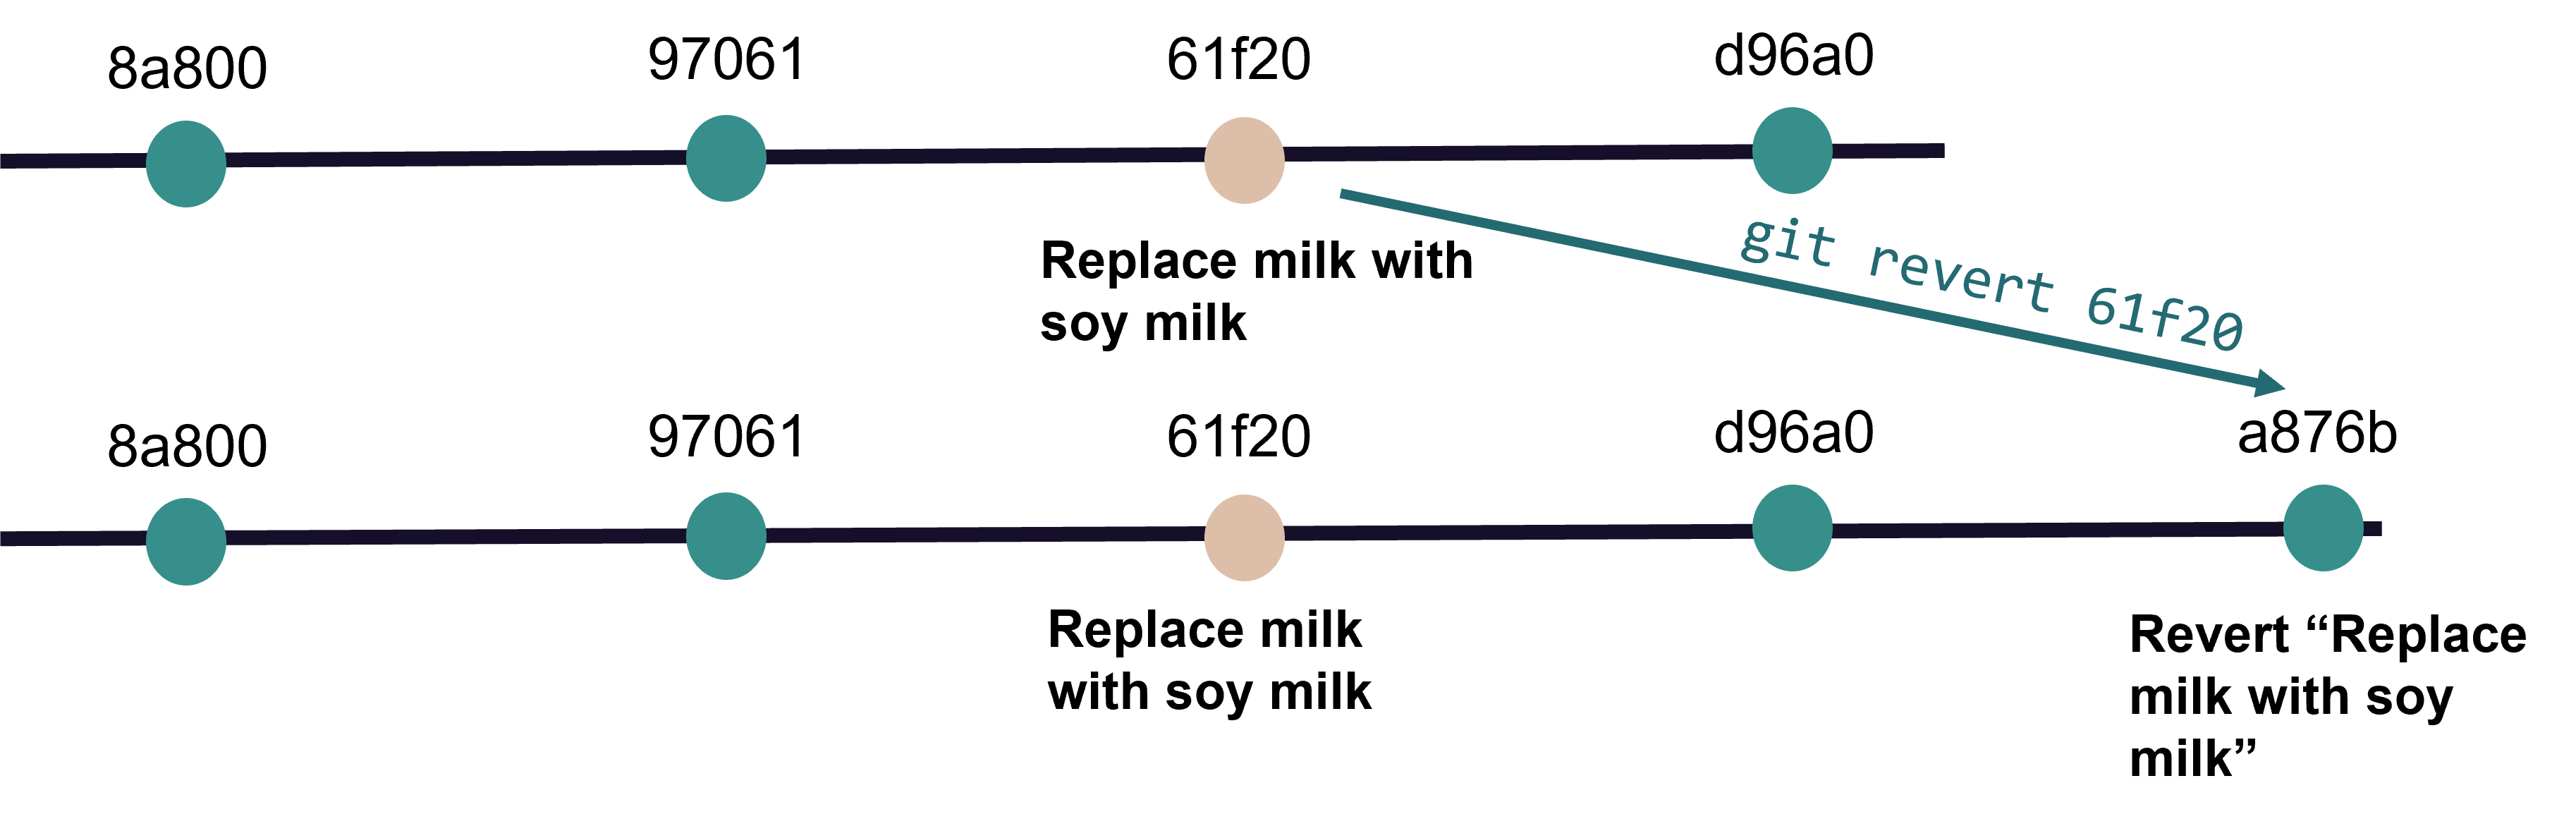 8a800
97061
61f20
d96a0
Replace milk with
soy milk
git revert 61f20
8a800
97061
61f20
d96a0
a876b
Replace milk
with soy milk
Revert “Replace
milk with soy
milk”